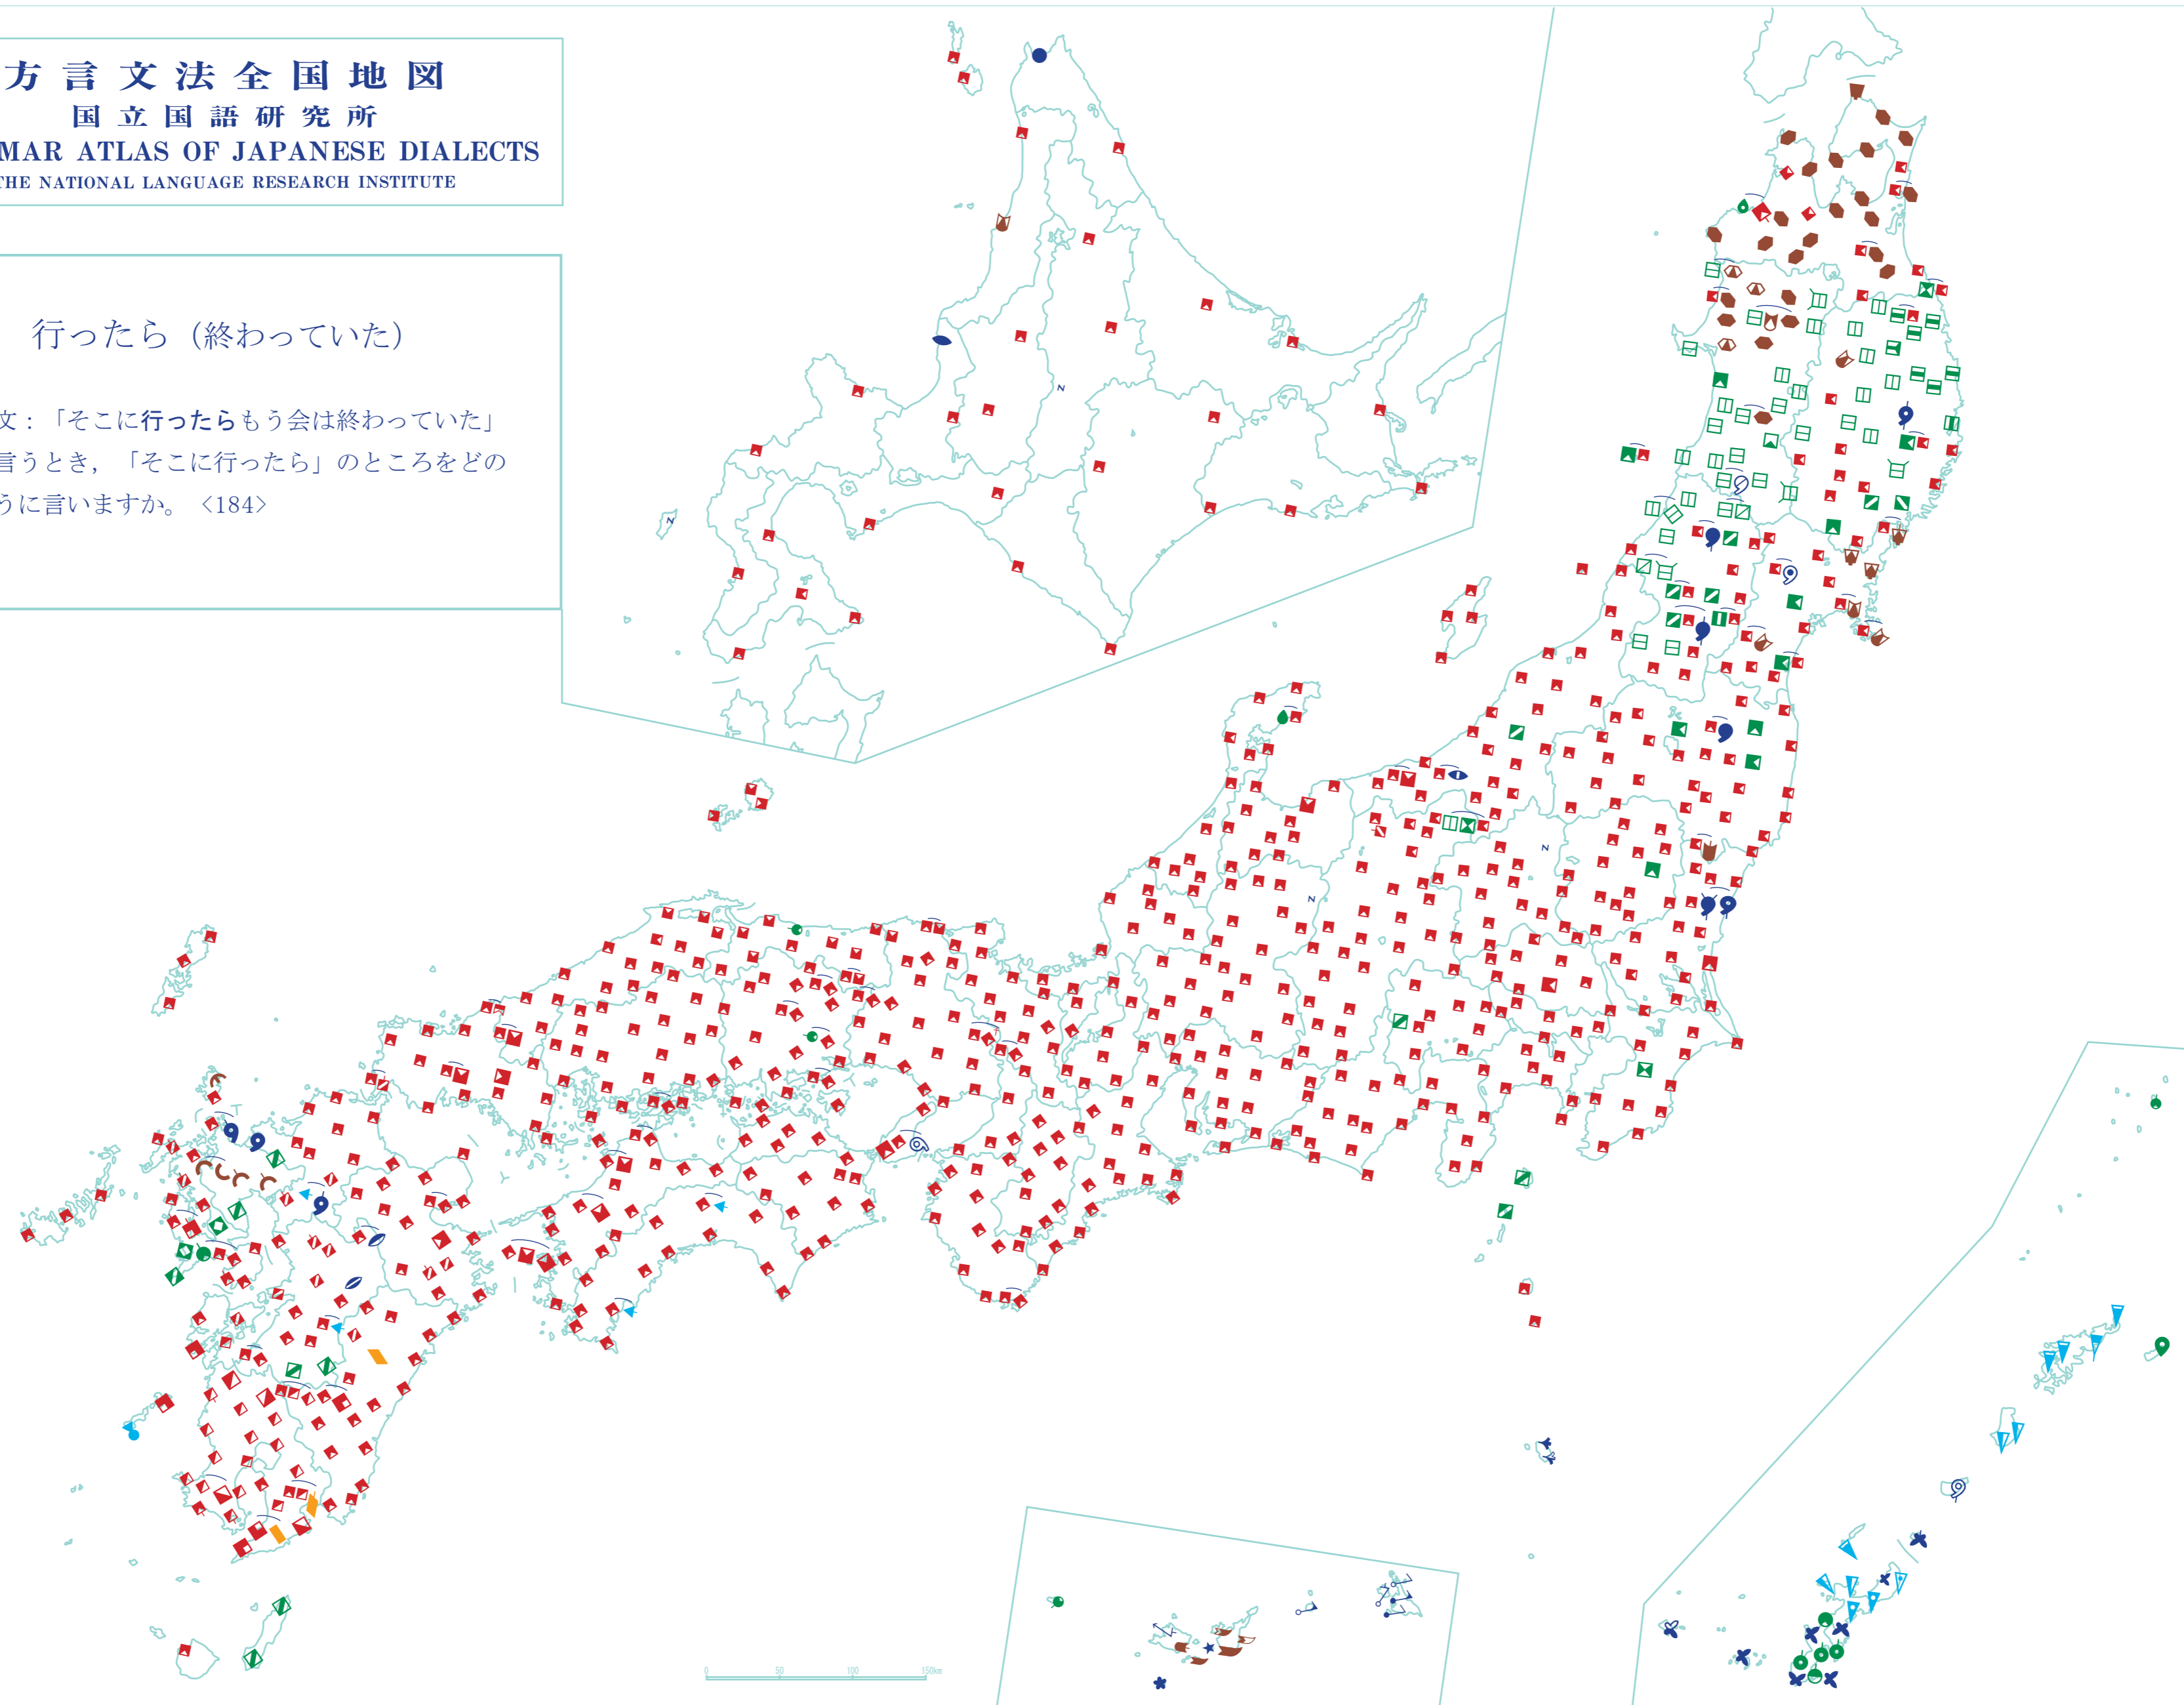 方言文法全国地図
国立国語研究所
MAR ATLAS OF JAPANESE DIALECTS
THE NATIONAL LANGUAGE RESEARCH INSTITUTE
行ったら（終わっていた）
文：「そこに行ったらもう会は終わっていた」
言うとき，「そこに行ったら」のところをどの
うに言いますか。〈184〉
N
N
N
N
0 50 100 150km